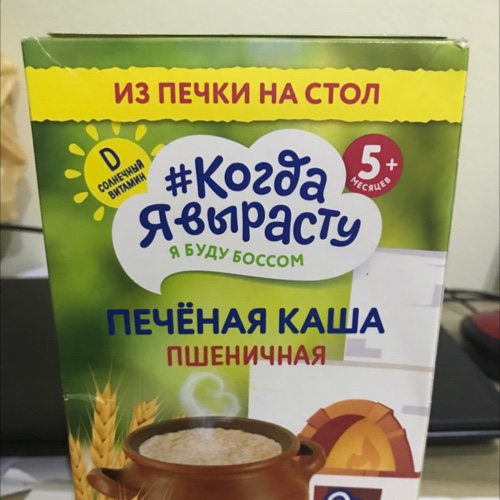 ИЗ ПЕЧКИ НА СТОЛ
D
СОЛНЕЧНЫЙ
ВИТАМИН
#Когда
Я вырасту
Я БУДУ БОССОМ
5+
МЕСЯЦЕВ
ПЕЧЁНАЯ КАША
ПШЕНИЧНАЯ